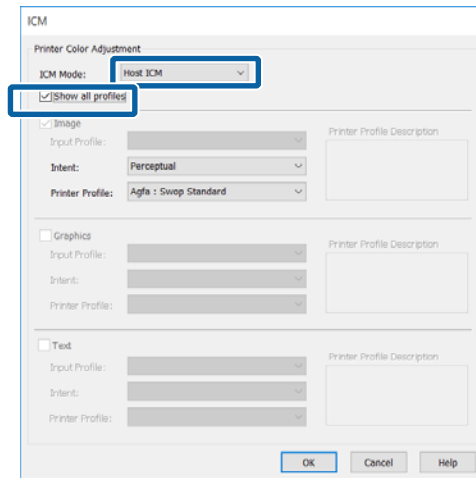 ICM
Printer Color Adjustment
ICM Mode: Host ICM
Show all profiles
Image
Input Profile:
Printer Profile Description
Intent: Perceptual
Printer Profile: Agfa : Swop Standard
Graphics
Input Profile:
Printer Profile Description
Intent:
Printer Profile:
Text
Input Profile:
Printer Profile Description
Intent:
Printer Profile:
OK Cancel Help